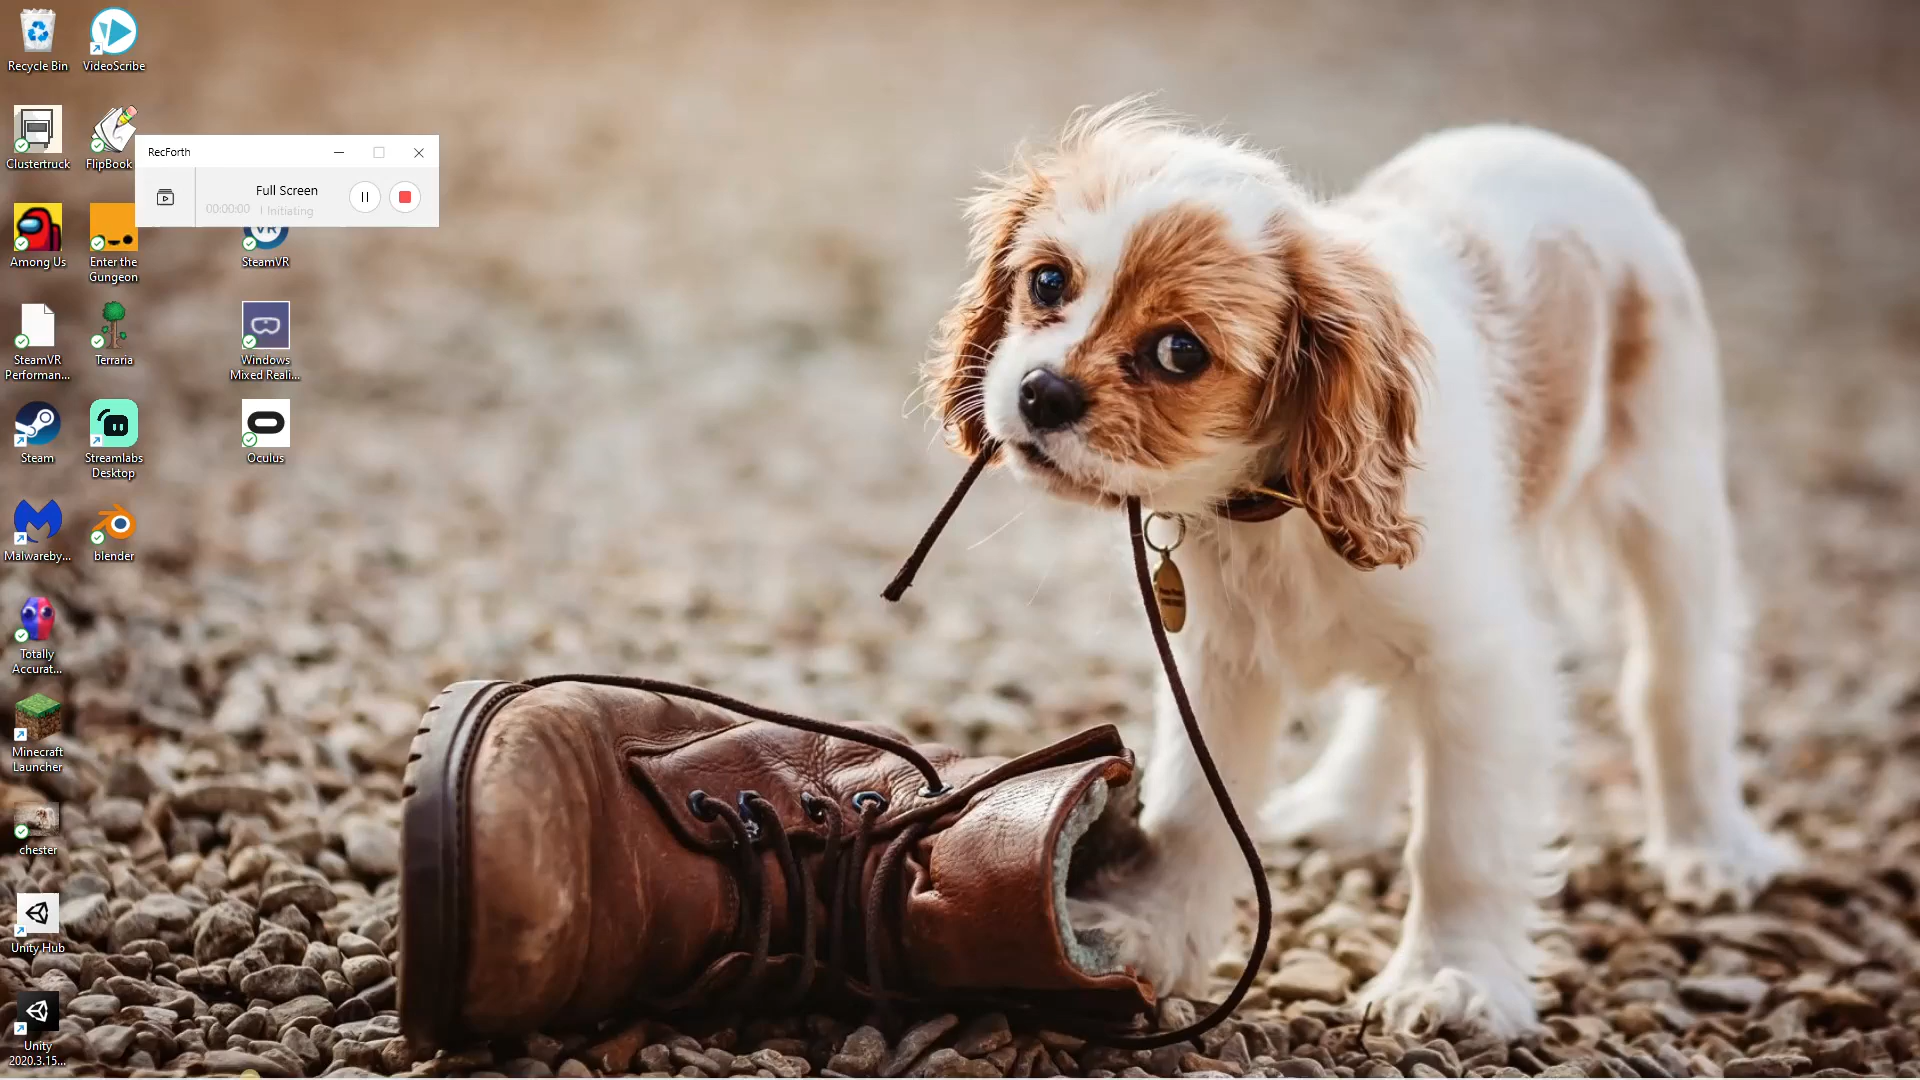 Recycle Bin
VideoScribe
Clustertruck
FlipBook
RecForth
Full Screen
00:00:00
Initiating
Among Us
Enter the
Gungeon
VR
SteamVR
SteamVR
Performan...
Terraria
Windows
Mixed Reali...
Steam
Streamlabs
Desktop
Oculus
Malwareby...
blender
Totally
Accurat...
Minecraft
Launcher
chester
Unity Hub
Unity
2020.3.15...